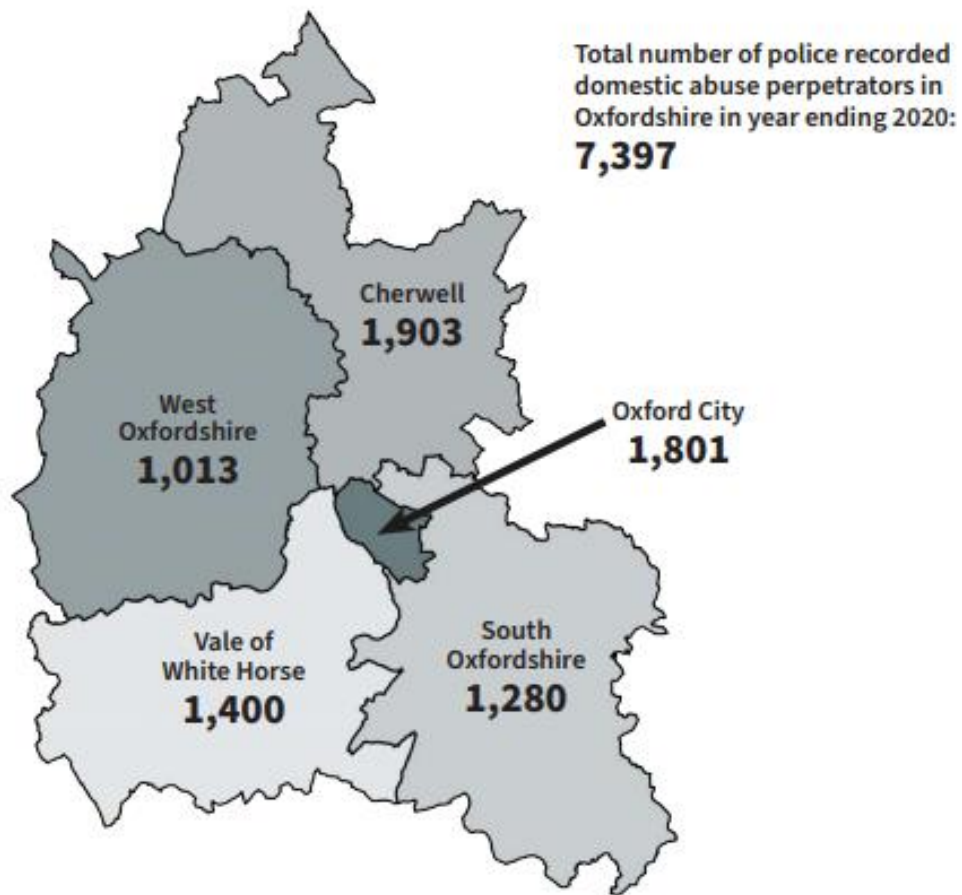 Total number of police recorded
domestic abuse perpetrators in
Oxfordshire in year ending 2020:
7,397
Cherwell
1,903
West
Oxfordshire
1,013
Oxford City
1,801
Vale of
White Horse
1,400
South
Oxfordshire
1,280